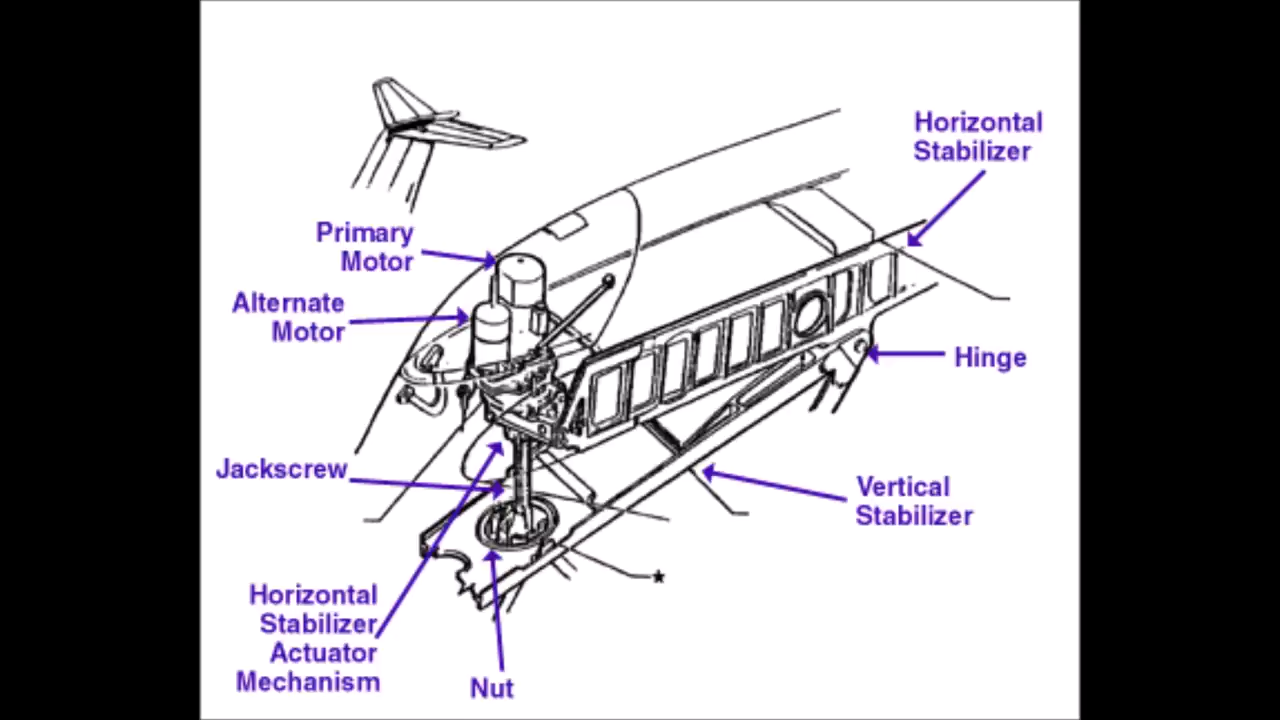 Horizontal
Stabilizer
Primary
Motor
Alternate
Motor
Hinge
Jackscrew
Vertical
Stabilizer
Horizontal
Stabilizer
Actuator
Mechanism
Nut